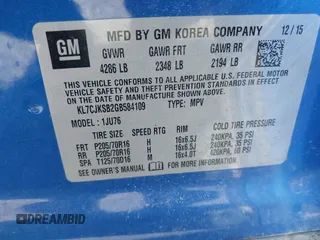 GM
MFD BY GM KOREA COMPANY 12/15
GVWR GAWR FRT GAWR RR
4286 LB 2348 LB 2194 LB
THIS VEHICLE CONFORMS TO ALL APPLICABLE U.S. FEDERAL MOTOR
VEHICLE SAFETY AND THEFT PREVENTION STANDARDS IN EFFECT ON THE
DATE OF MANUFACTURE SHOWN ABOVE.
KL7CJKSB2GB584109 TYPE: MPV
MODEL: 1JU76
TIRE SIZE SPEED RTG RIM COLD TIRE PRESSURE
FRT P205/70R16 H 16x6.5J 240KPA, 35 PSI
RR P205/70R16 H 16x6.5J 240KPA, 35 PSI
SPA T125/70D16 M 16x4.0T 420KPA, 60 PSI
SEE OWNER'S MANUAL FOR
DREAMBID